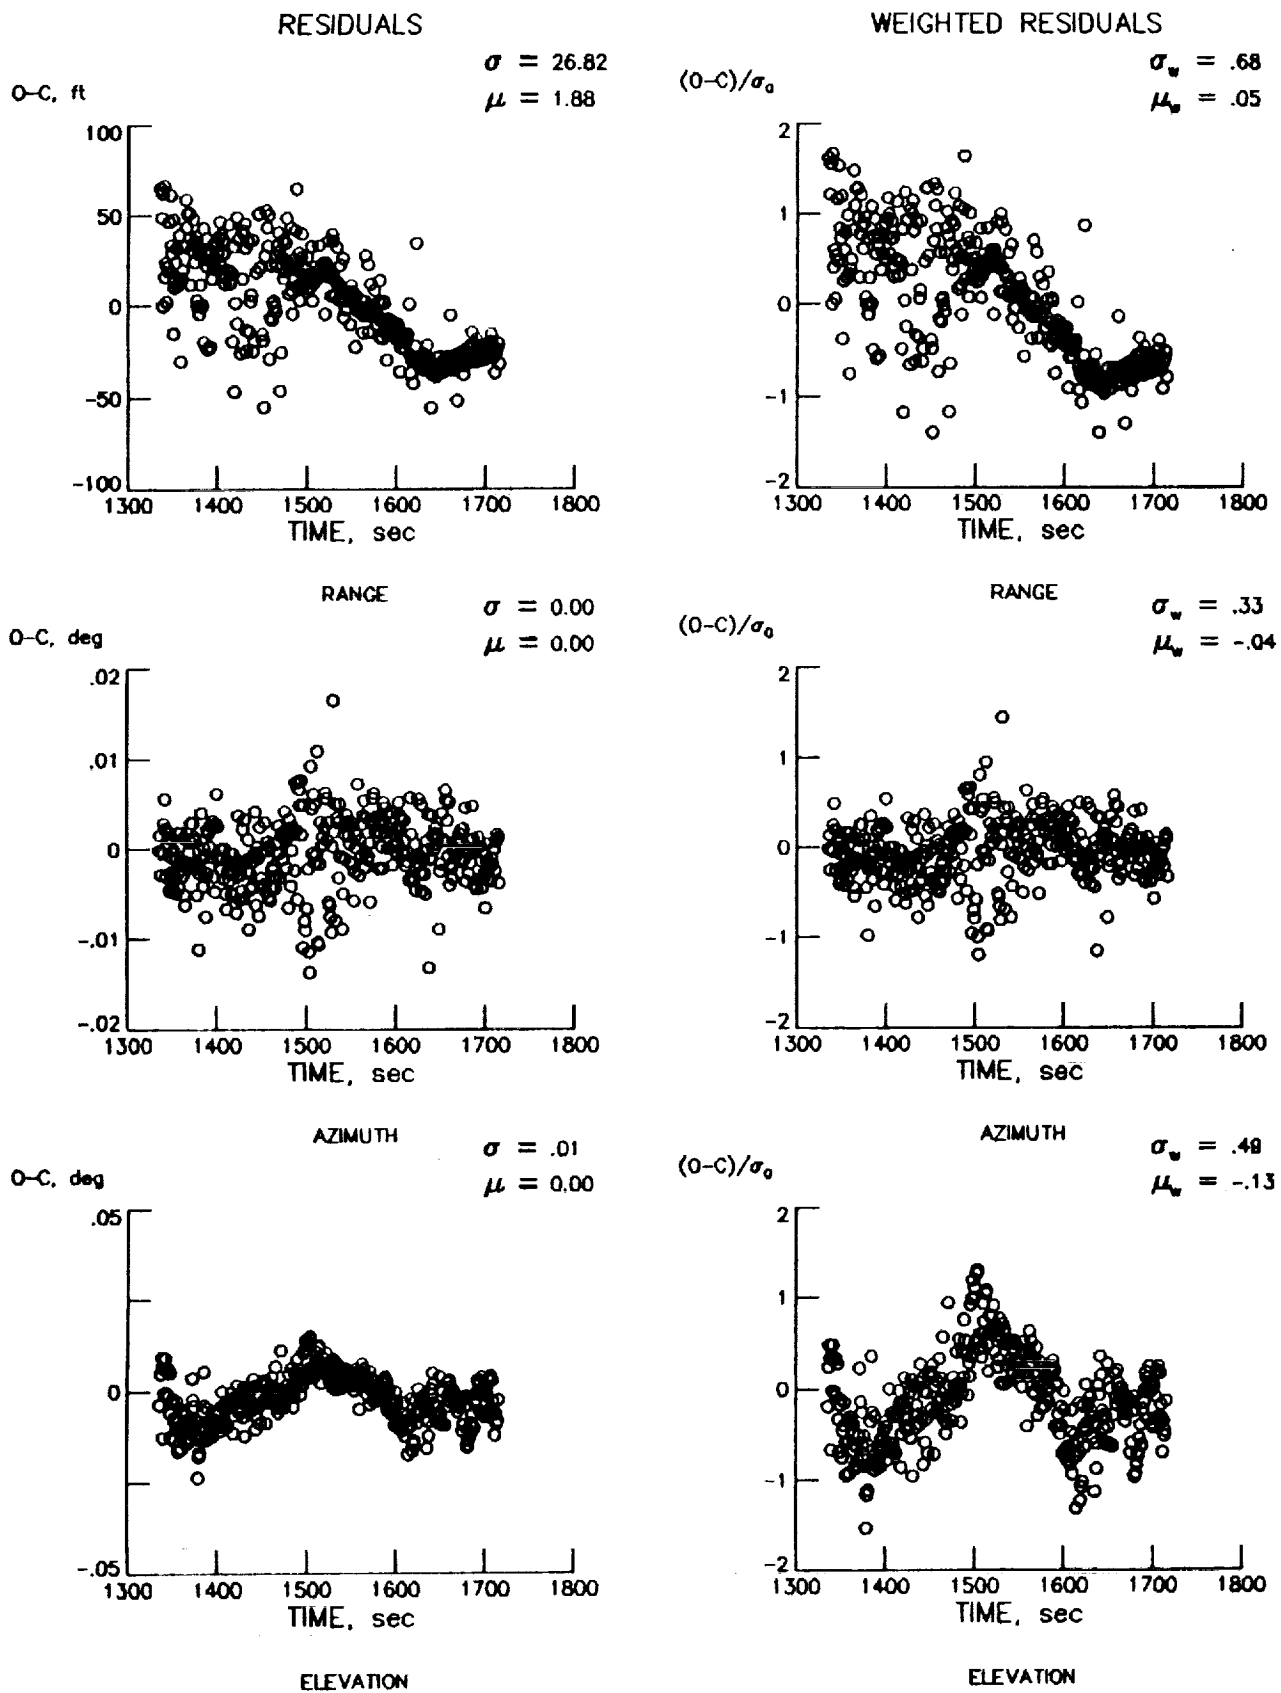 RESIDUALS
WEIGHTED RESIDUALS
O-C, ft
σ = 26.82
μ = 1.88
(O-C)/σ₀
σw = .68
μw = .05
100
50
0
-50
-100
1300 1400 1500 1600 1700 1800
TIME, sec
RANGE
2
1
0
-1
-2
1300 1400 1500 1600 1700 1800
TIME, sec
RANGE
O-C, deg
σ = 0.00
μ = 0.00
(O-C)/σ₀
σw = .33
μw = -.04
.02
.01
0
-.01
-.02
1300 1400 1500 1600 1700 1800
TIME, sec
AZIMUTH
2
1
0
-1
-2
1300 1400 1500 1600 1700 1800
TIME, sec
AZIMUTH
O-C, deg
σ = .01
μ = 0.00
(O-C)/σ₀
σw = .49
μw = -.13
.05
0
-.05
1300 1400 1500 1600 1700 1800
TIME, sec
ELEVATION
2
1
0
-1
-2
1300 1400 1500 1600 1700 1800
TIME, sec
ELEVATION